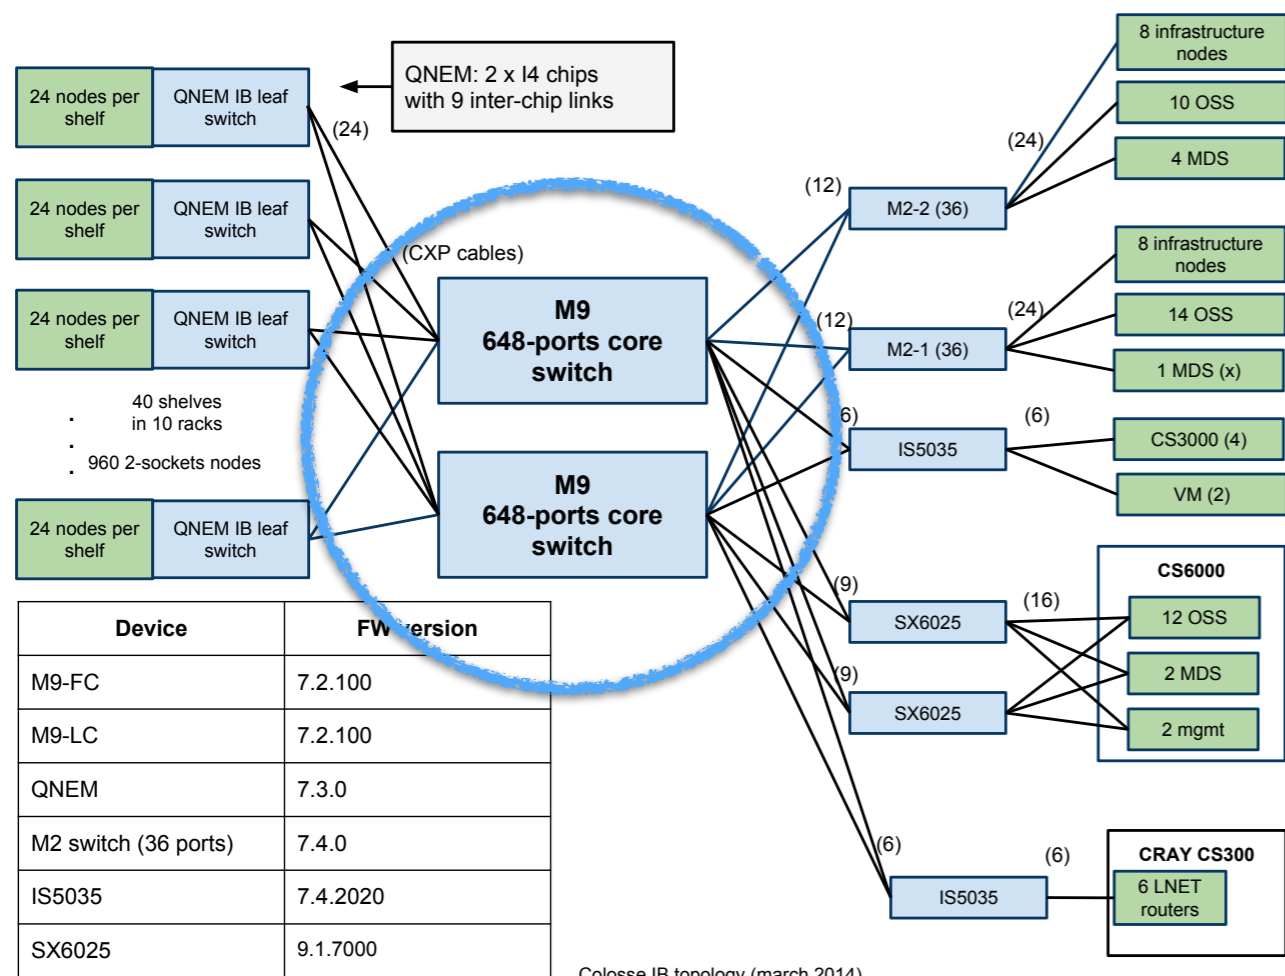 24 nodes per
shelf
QNEM IB leaf
switch
QNEM: 2 x I4 chips
with 9 inter-chip links
(24)
24 nodes per
shelf
QNEM IB leaf
switch
24 nodes per
shelf
QNEM IB leaf
switch
40 shelves
in 10 racks
960 2-sockets nodes
24 nodes per
shelf
QNEM IB leaf
switch
(CXP cables)
M9
648-ports core
switch
M9
648-ports core
switch
(12)
M2-2 (36)
(24)
8 infrastructure
nodes
10 OSS
4 MDS
(12)
M2-1 (36)
(24)
8 infrastructure
nodes
14 OSS
1 MDS (x)
(6)
IS5035
(6)
CS3000 (4)
VM (2)
(9)
SX6025
(16)
(9)
SX6025
CS6000
12 OSS
2 MDS
2 mgmt
(6)
IS5035
(6)
CRAY CS300
6 LNET
routers
Device FW version
M9-FC 7.2.100
M9-LC 7.2.100
QNEM 7.3.0
M2 switch (36 ports) 7.4.0
IS5035 7.4.2020
SX6025 9.1.7000
Colosse IB topology (march 2014)